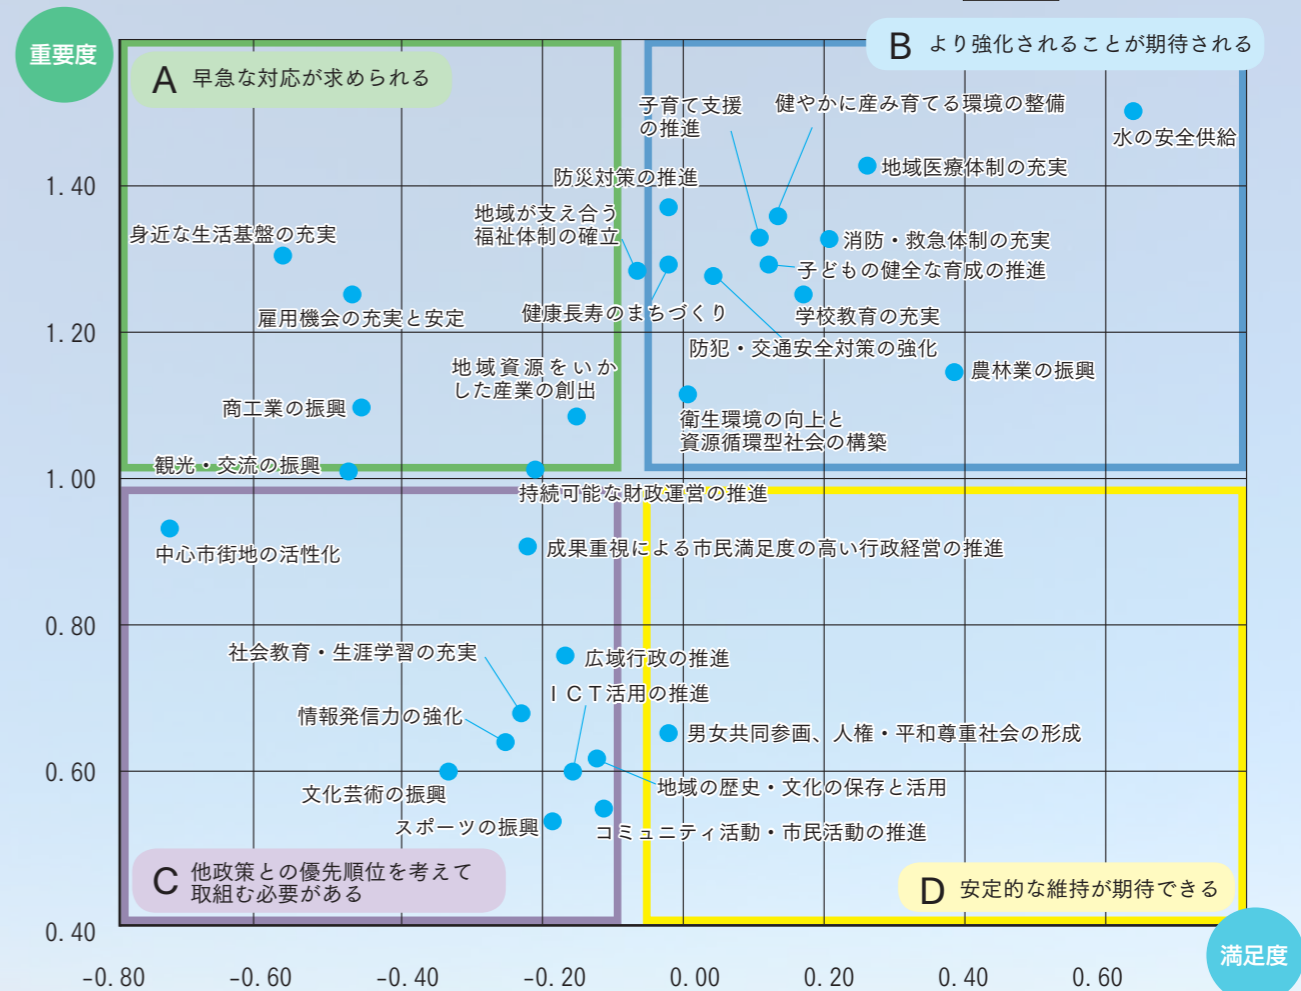 重要度
A 早急な対応が求められる
B より強化されることが期待される
子育て支援
の推進
健やかに産み育てる環境の整備
水の安全供給
地域医療体制の充実
防災対策の推進
1.40
地域が支え合う
福祉体制の確立
身近な生活基盤の充実
消防・救急体制の充実
子どもの健全な育成の推進
健康長寿のまちづくり
学校教育の充実
雇用機会の充実と安定
1.20
防犯・交通安全対策の強化
地域資源をいか
した産業の創出
農林業の振興
商工業の振興
衛生環境の向上と
資源循環型社会の構築
観光・交流の振興
1.00
持続可能な財政運営の推進
中心市街地の活性化
成果重視による市民満足度の高い行政経営の推進
0.80
社会教育・生涯学習の充実
広域行政の推進
ICT活用の推進
情報発信力の強化
男女共同参画、人権・平和尊重社会の形成
0.60
文化芸術の振興
地域の歴史・文化の保存と活用
スポーツの振興
コミュニティ活動・市民活動の推進
C 他政策との優先順位を考えて
取組む必要がある
D 安定的な維持が期待できる
0.40
満足度
-0.80 -0.60 -0.40 -0.20 0.00 0.20 0.40 0.60